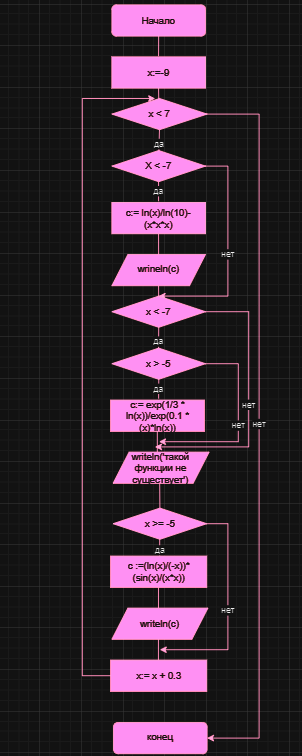 Начало
x:=-9
x < 7
да
X < -7
да
c:= ln(x)/ln(10)-
(x*x*x)
нет
wrineln(c)
x < -7
да
x > -5
да
c:= exp(1/3 *
ln(x))/exp(0.1 *
(x)*ln(x))
нет
нет
нет
writeln('такой
функции не
существует')
x >= -5
да
c :=(ln(x)/(-x))*
(sin(x)/(x*x))
нет
writeln(c)
x:= x + 0.3
конец